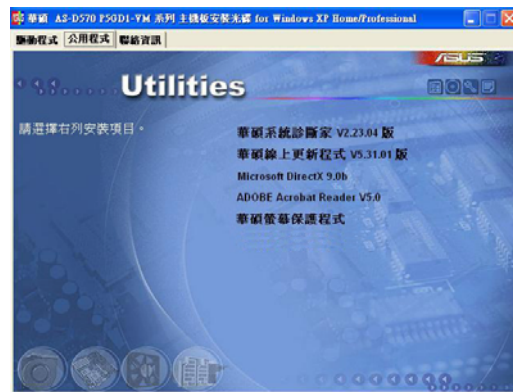 華碩 AS-D570 P5GD1-VM 系列 主機板安裝光碟 for Windows XP Home/Professional
驅動程式 公用程式 聯絡資訊
ASUS
Utilities
請選擇右列安裝項目。
華碩系統診斷家 V2.23.04 版
華碩線上更新程式 V5.31.01 版
Microsoft DirectX 9.0b
ADOBE Acrobat Reader V5.0
華碩螢幕保護程式